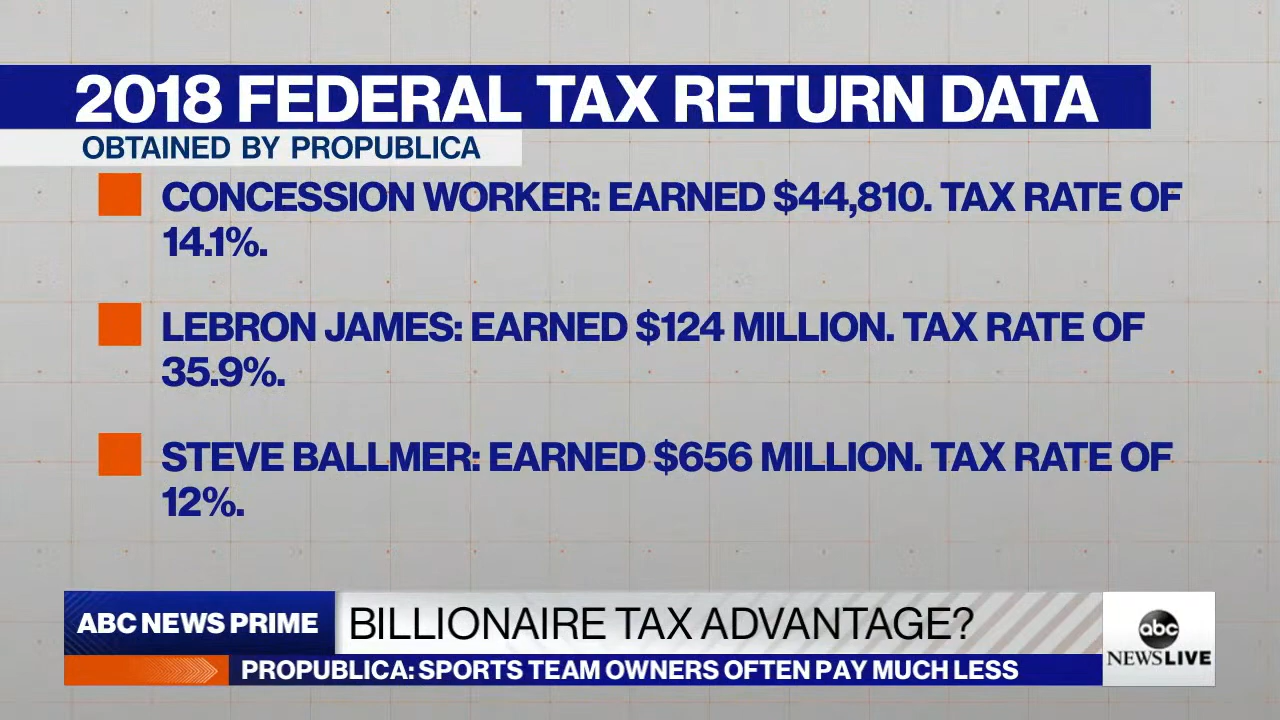 2018 FEDERAL TAX RETURN DATA
OBTAINED BY PROPUBLICA
CONCESSION WORKER: EARNED $44,810. TAX RATE OF
14.1%.
LEBRON JAMES: EARNED $124 MILLION. TAX RATE OF
35.9%.
STEVE BALLMER: EARNED $656 MILLION. TAX RATE OF
12%.
ABC NEWS PRIME
BILLIONAIRE TAX ADVANTAGE?
PROPUBLICA: SPORTS TEAM OWNERS OFTEN PAY MUCH LESS
abc
NEWSLIVE